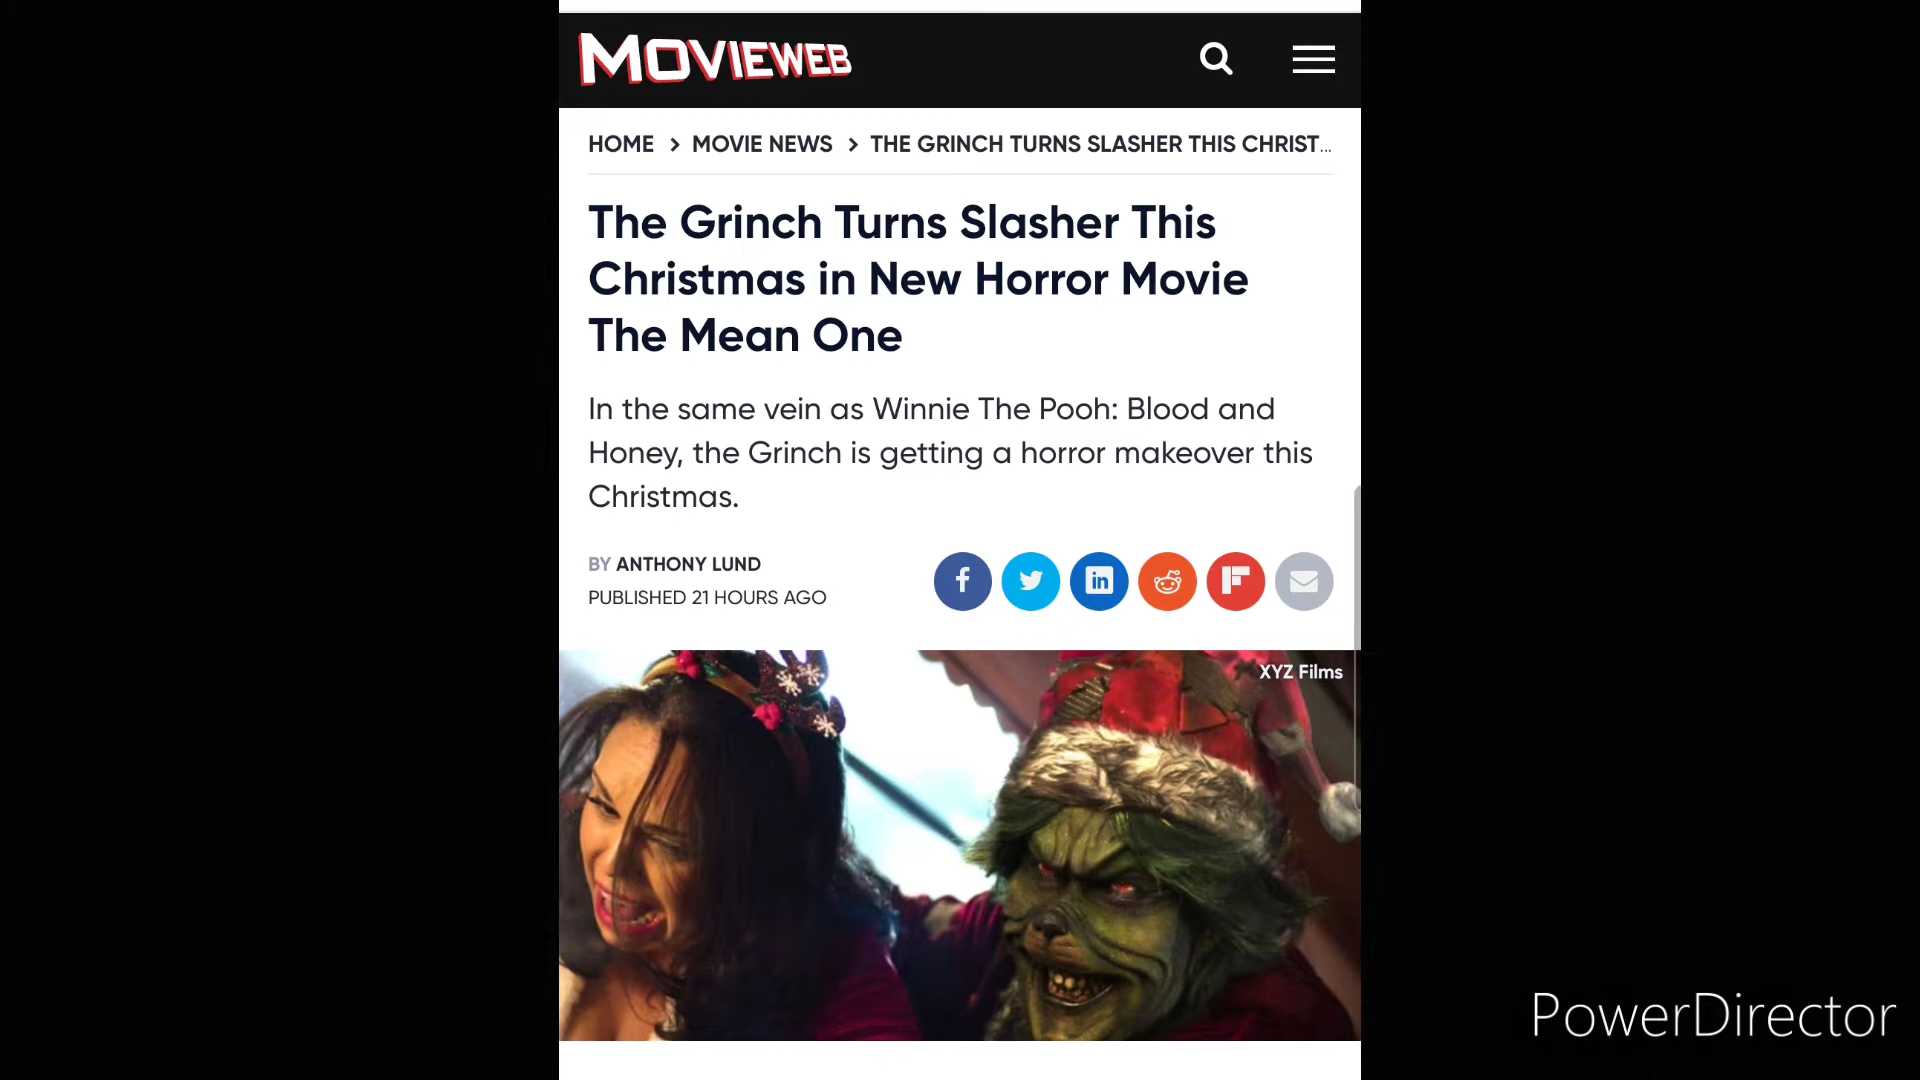 MOVIEWEB
HOME > MOVIE NEWS > THE GRINCH TURNS SLASHER THIS CHRIST...
The Grinch Turns Slasher This
Christmas in New Horror Movie
The Mean One
In the same vein as Winnie The Pooh: Blood and
Honey, the Grinch is getting a horror makeover this
Christmas.
BY ANTHONY LUND
PUBLISHED 21 HOURS AGO
XYZ Films
PowerDirector